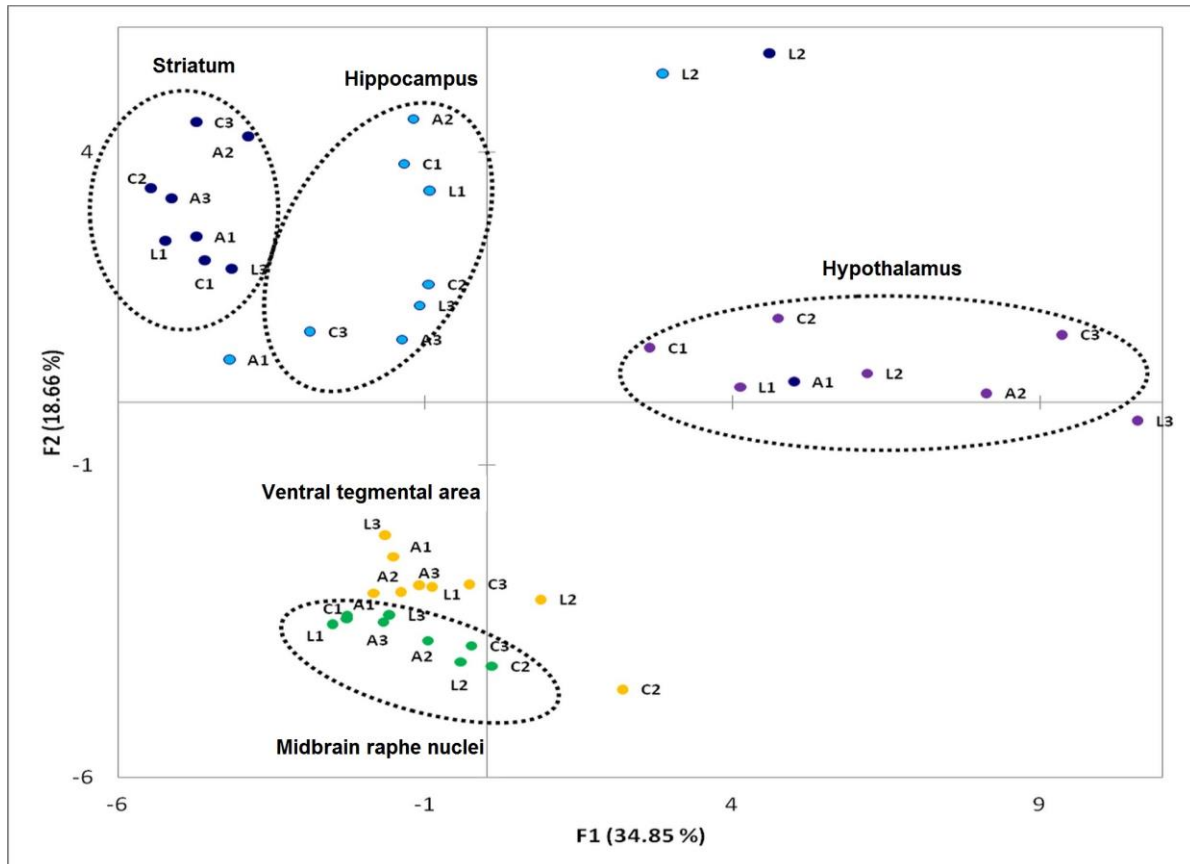 Striatum
Hippocampus
L2
L2
C3
A2
A2
4
C1
C2
A3
L1
A1
L1
L3
C1
C2
L3
C3
A3
A1
Hypothalamus
C2
C3
C1
L2
L1
A1
A2
L3
F2 (18.66 %)
-1
Ventral tegmental area
L3
A1
A2
A3
C3
L1
L2
C1
A1
L3
L1
A3
C3
A2
C2
L2
C2
Midbrain raphe nuclei
-6
-6
-1
4
9
F1 (34.85 %)